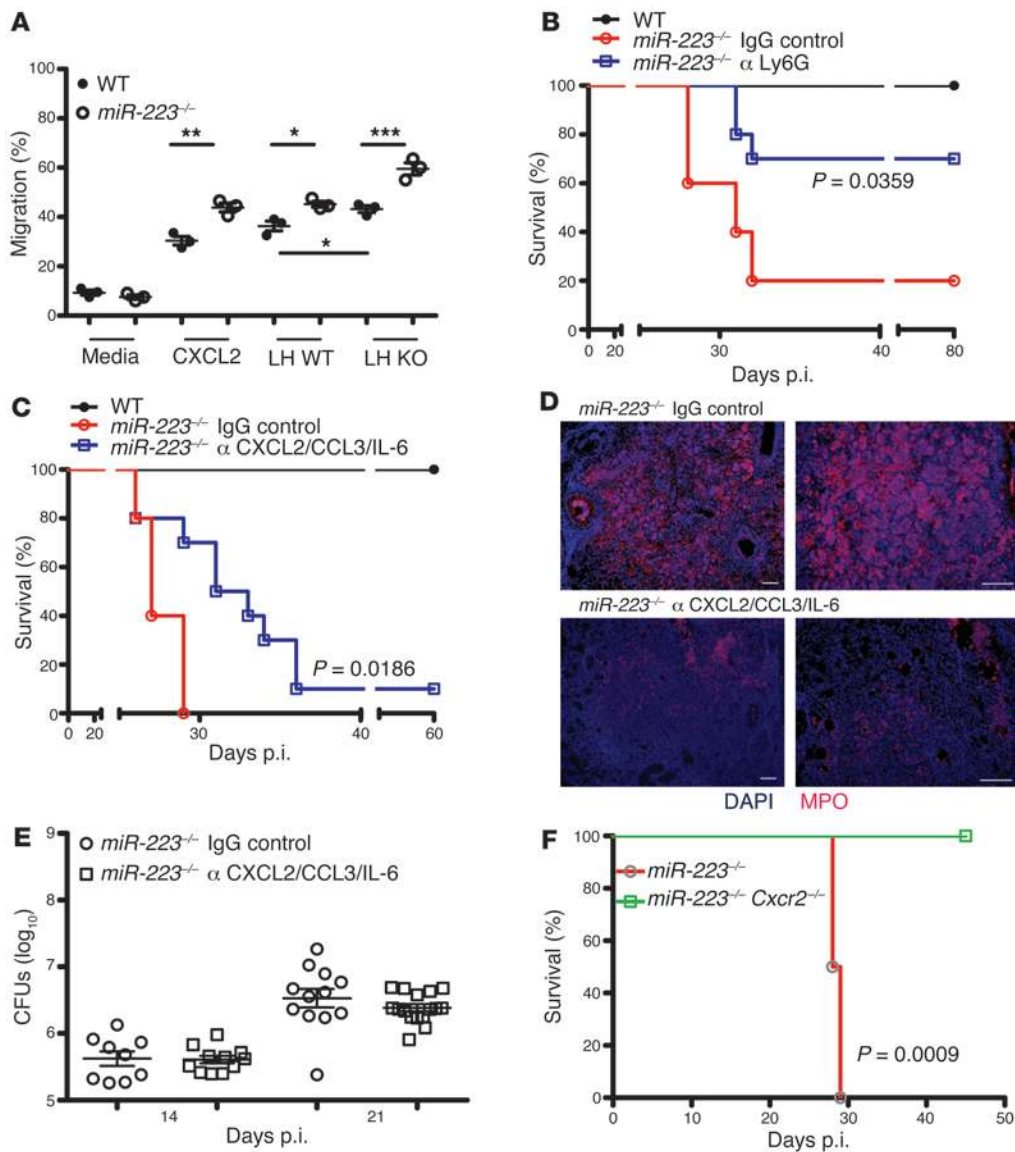 A
WT
miR-223–/–
**
*
***
*
Migration (%)
100
80
60
40
20
0
Media
CXCL2
LH WT
LH KO
B
WT
miR-223–/– IgG control
miR-223–/– α Ly6G
Survival (%)
100
80
60
40
20
0
P = 0.0359
0
20
30
40
80
Days p.i.
C
WT
miR-223–/– IgG control
miR-223–/– α CXCL2/CCL3/IL-6
Survival (%)
100
80
60
40
20
0
P = 0.0186
0
20
30
40
60
Days p.i.
D
miR-223–/– IgG control
miR-223–/– α CXCL2/CCL3/IL-6
DAPI MPO
E
miR-223–/– IgG control
miR-223–/– α CXCL2/CCL3/IL-6
CFUs (log10)
9
8
7
6
5
14
21
Days p.i.
F
miR-223–/–
miR-223–/– Cxcr2–/–
Survival (%)
100
80
60
40
20
0
P = 0.0009
0
10
20
30
40
50
Days p.i.